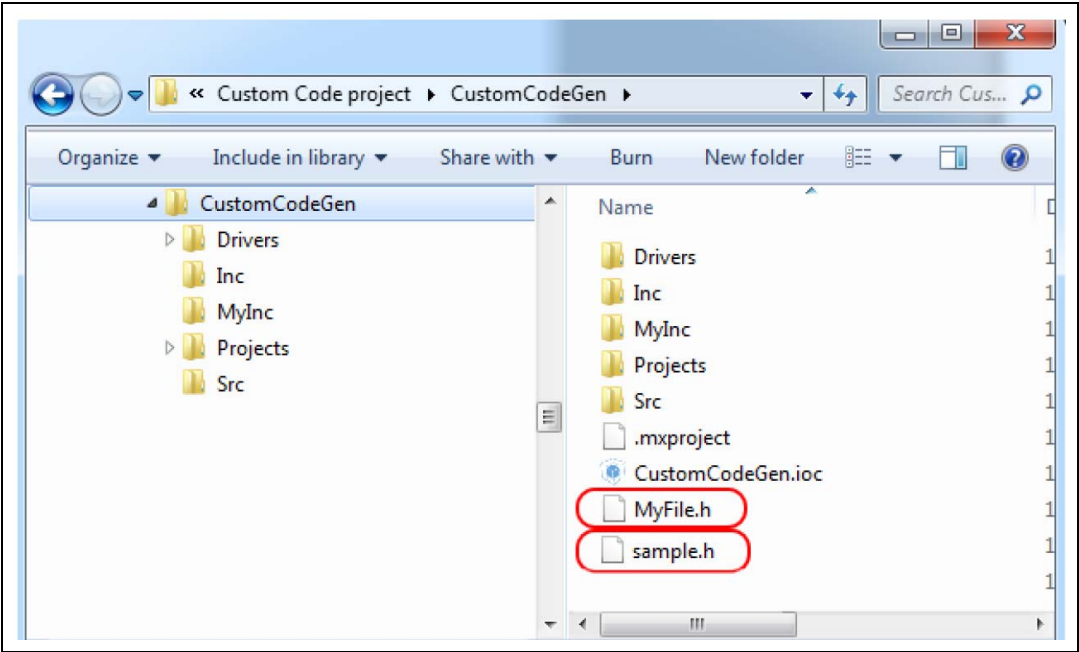 « Custom Code project ▸ CustomCodeGen ▸
Search Cus...
Organize ▾ Include in library ▾ Share with ▾ Burn New folder
CustomCodeGen
Drivers
Inc
MyInc
Projects
Src
Name
Drivers
Inc
MyInc
Projects
Src
.mxproject
CustomCodeGen.ioc
MyFile.h
sample.h